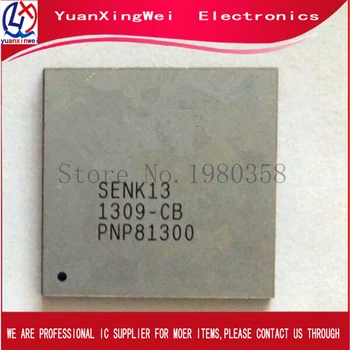 YuanXingWei Electronics
yuanxingwei
Store No.:1980358
SENK13
1309-CB
PNP81300
WE ARE PROFESSIONAL IC SUPPLIER FOR MOER ITEMS,PLEASE CONTACT US